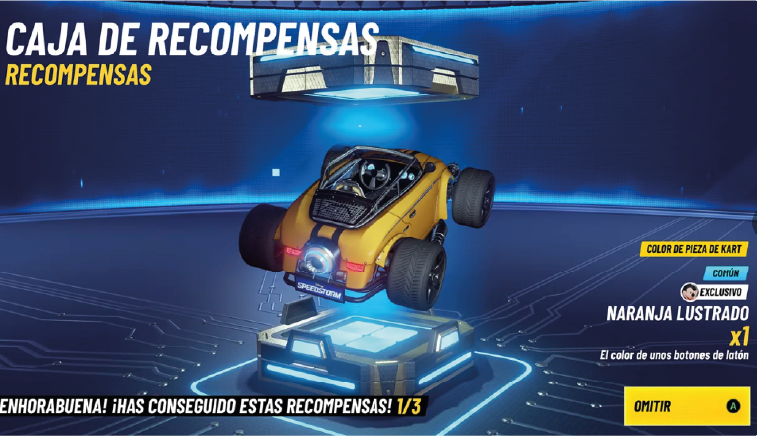 CAJA DE RECOMPENSAS
RECOMPENSAS
SPEEDSTORM
COLOR DE PIEZA DE KART
COMÚN
EXCLUSIVO
NARANJA LUSTRADO
x1
El color de unos botones de latón
ENHORABUENA! ¡HAS CONSEGUIDO ESTAS RECOMPENSAS! 1/3
OMITIR A